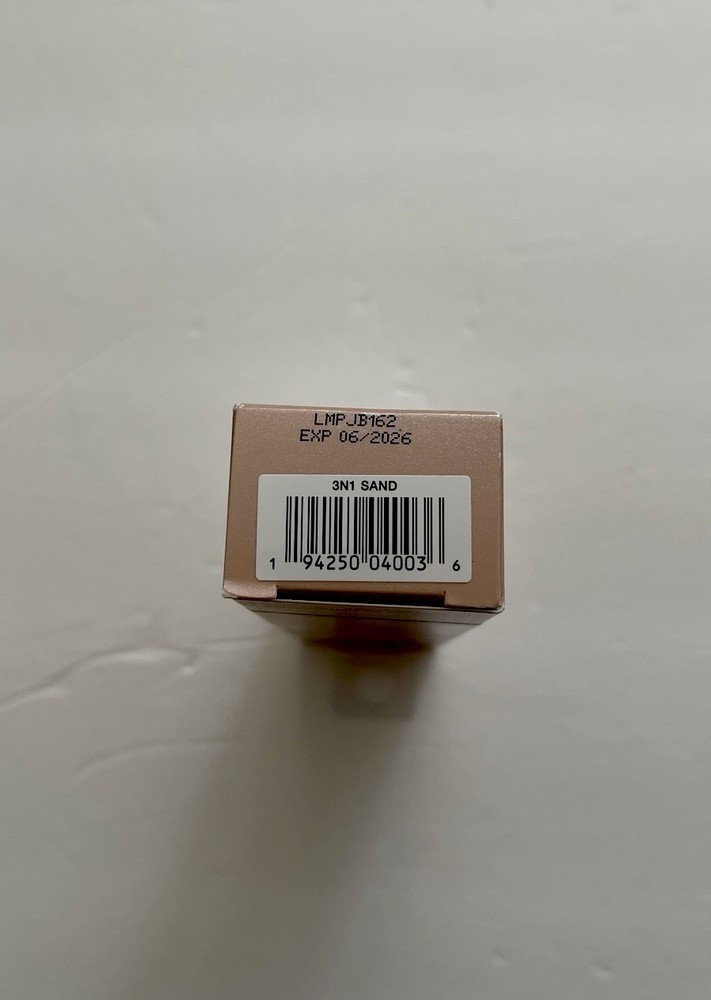 LMPJB162
EXP 06/2026
3N1 SAND
1 94250 04003 6